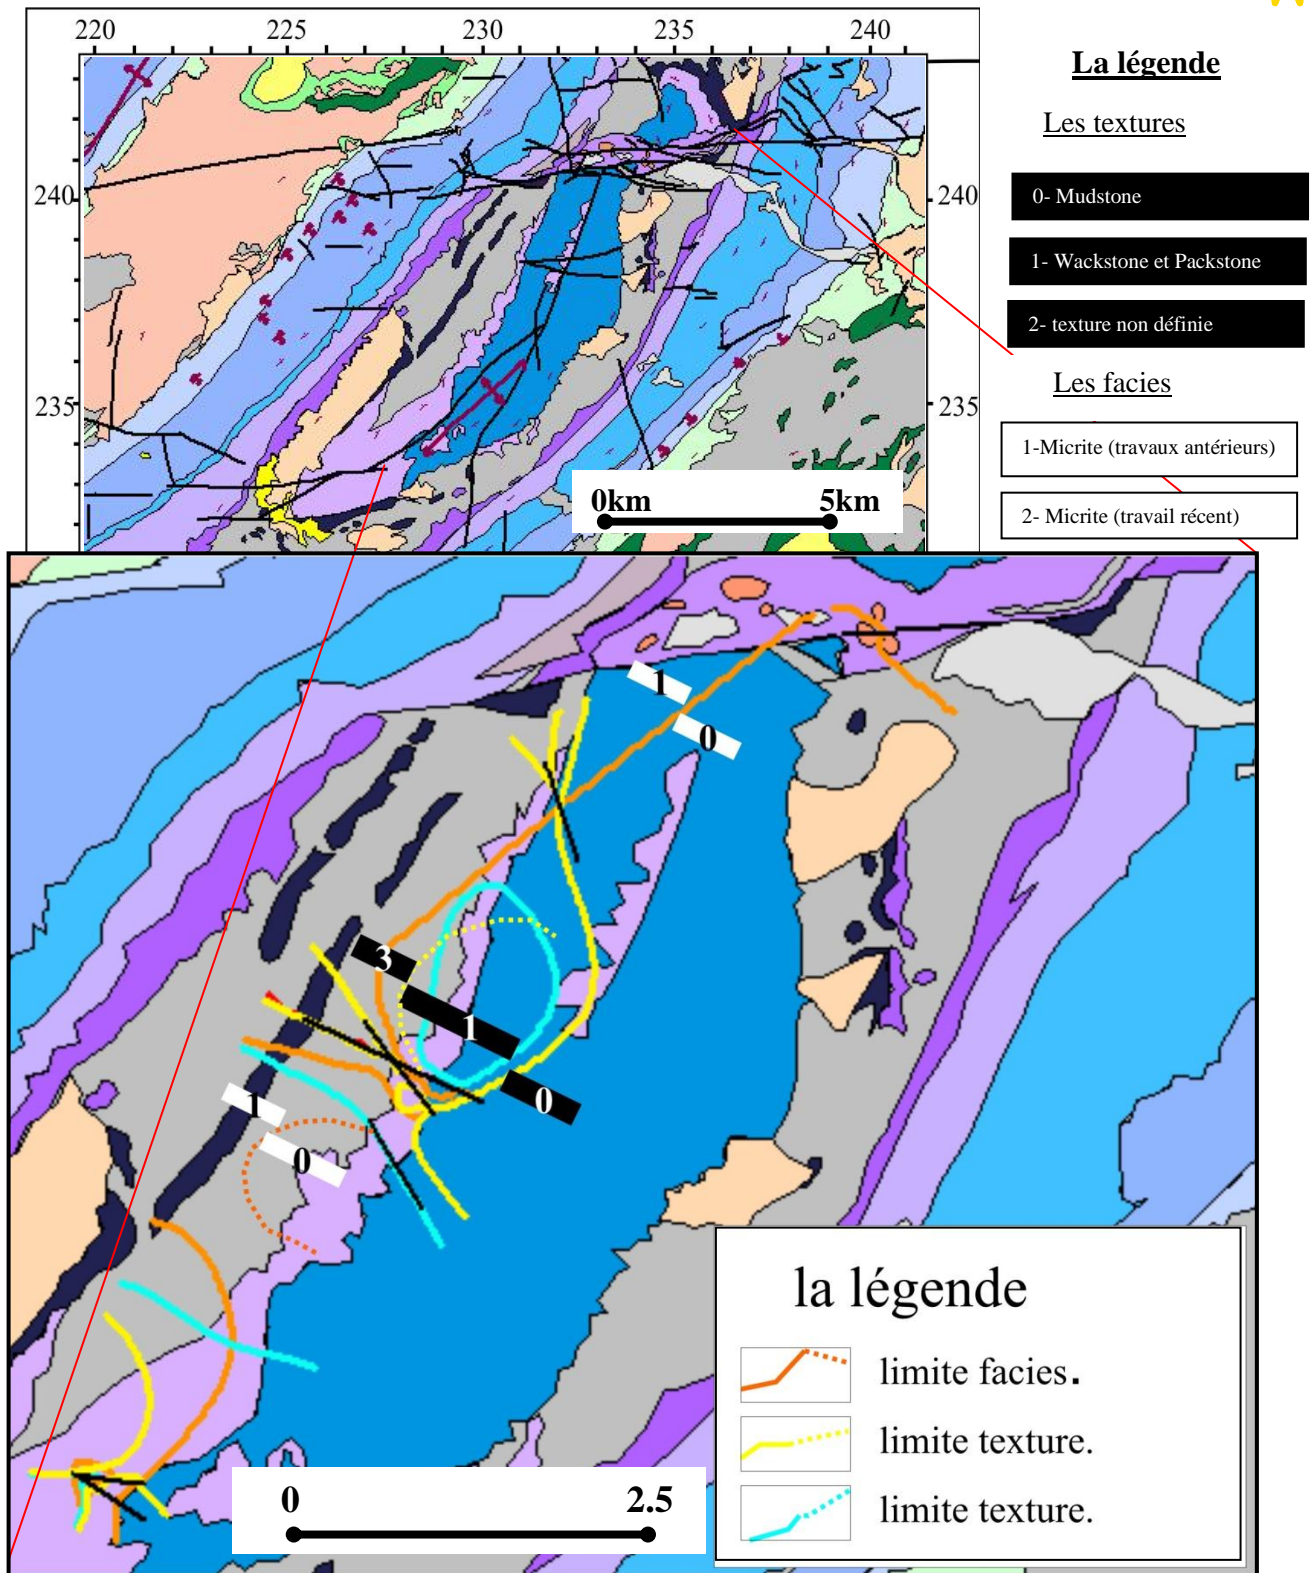 220 225 230 235 240
240 240
235 235
0km 5km
La légende
Les textures
0- Mudstone
1- Wackstone et Packstone
2- texture non définie
Les facies
1-Micrite (travaux antérieurs)
2- Micrite (travail récent)
1
0
3
1
0
1
0
0 2.5
la légende
limite facies.
limite texture.
limite texture.